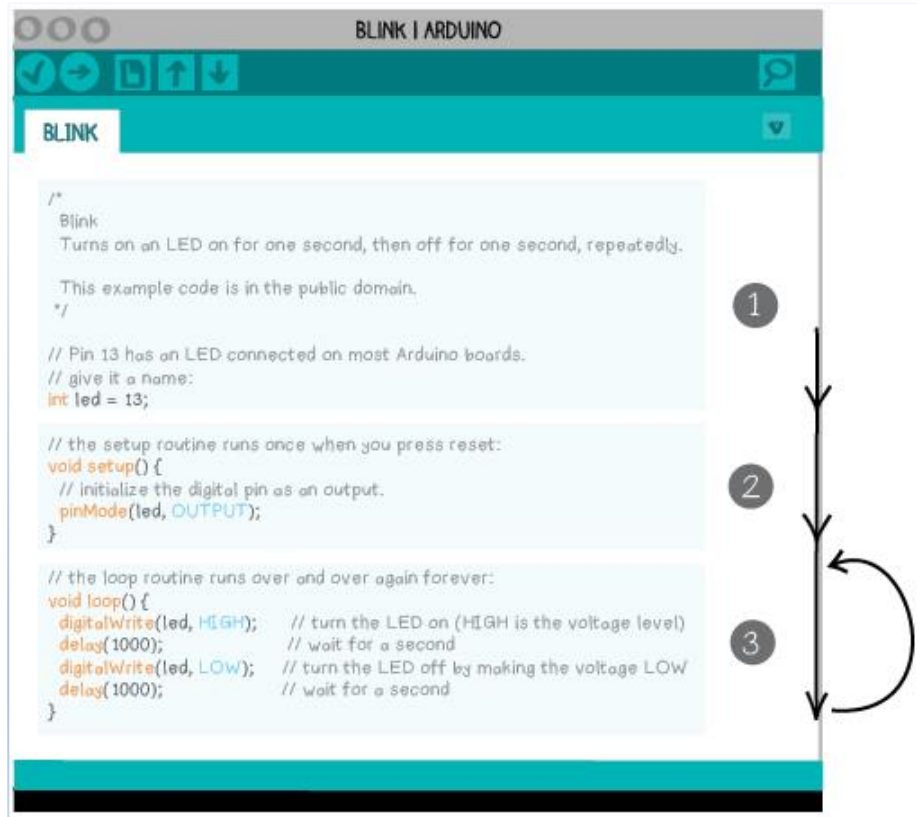 BLINK | ARDUINO
BLINK
/*
Blink
Turns on an LED on for one second, then off for one second, repeatedly.
This example code is in the public domain.
*/
1
// Pin 13 has an LED connected on most Arduino boards.
// give it a name:
int led = 13;
// the setup routine runs once when you press reset:
void setup() {
// initialize the digital pin as an output.
pinMode(led, OUTPUT);
}
2
// the loop routine runs over and over again forever:
void loop() {
digitalWrite(led, HIGH); // turn the LED on (HIGH is the voltage level)
delay(1000); // wait for a second
digitalWrite(led, LOW); // turn the LED off by making the voltage LOW
delay(1000); // wait for a second
}
3